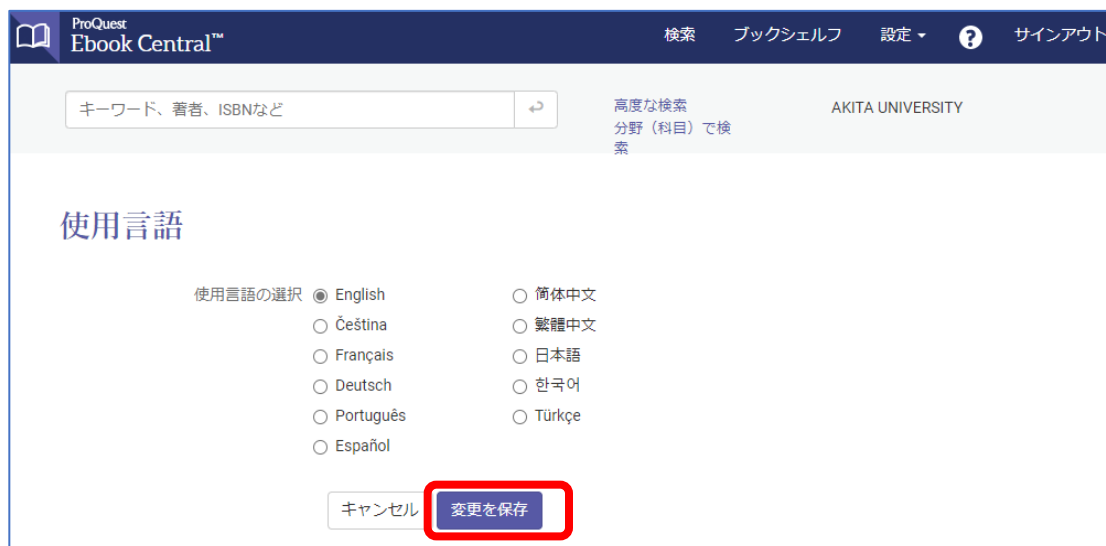 ProQuest
Ebook Central™
検索 ブックシェルフ 設定 ? サインアウト
キーワード、著者、ISBNなど
高度な検索
分野（科目）で検
索
AKITA UNIVERSITY
使用言語
使用言語の選択 English 简体中文
Čeština 繁體中文
Français 日本語
Deutsch 한국어
Português Türkçe
Español
キャンセル 変更を保存